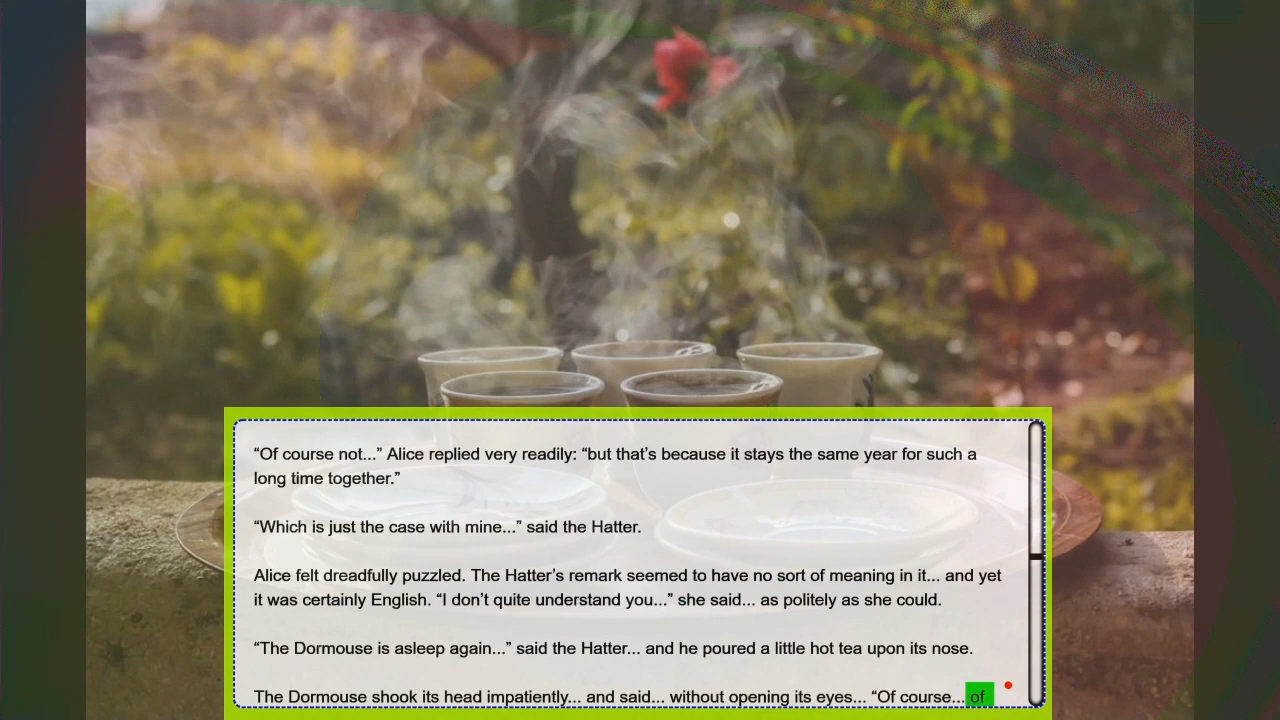 “Of course not...” Alice replied very readily: “but that’s because it stays the same year for such a
long time together.”
“Which is just the case with mine...” said the Hatter.
Alice felt dreadfully puzzled. The Hatter’s remark seemed to have no sort of meaning in it... and yet
it was certainly English. “I don’t quite understand you...” she said... as politely as she could.
“The Dormouse is asleep again...” said the Hatter... and he poured a little hot tea upon its nose.
The Dormouse shook its head impatiently... and said... without opening its eyes... “Of course... of